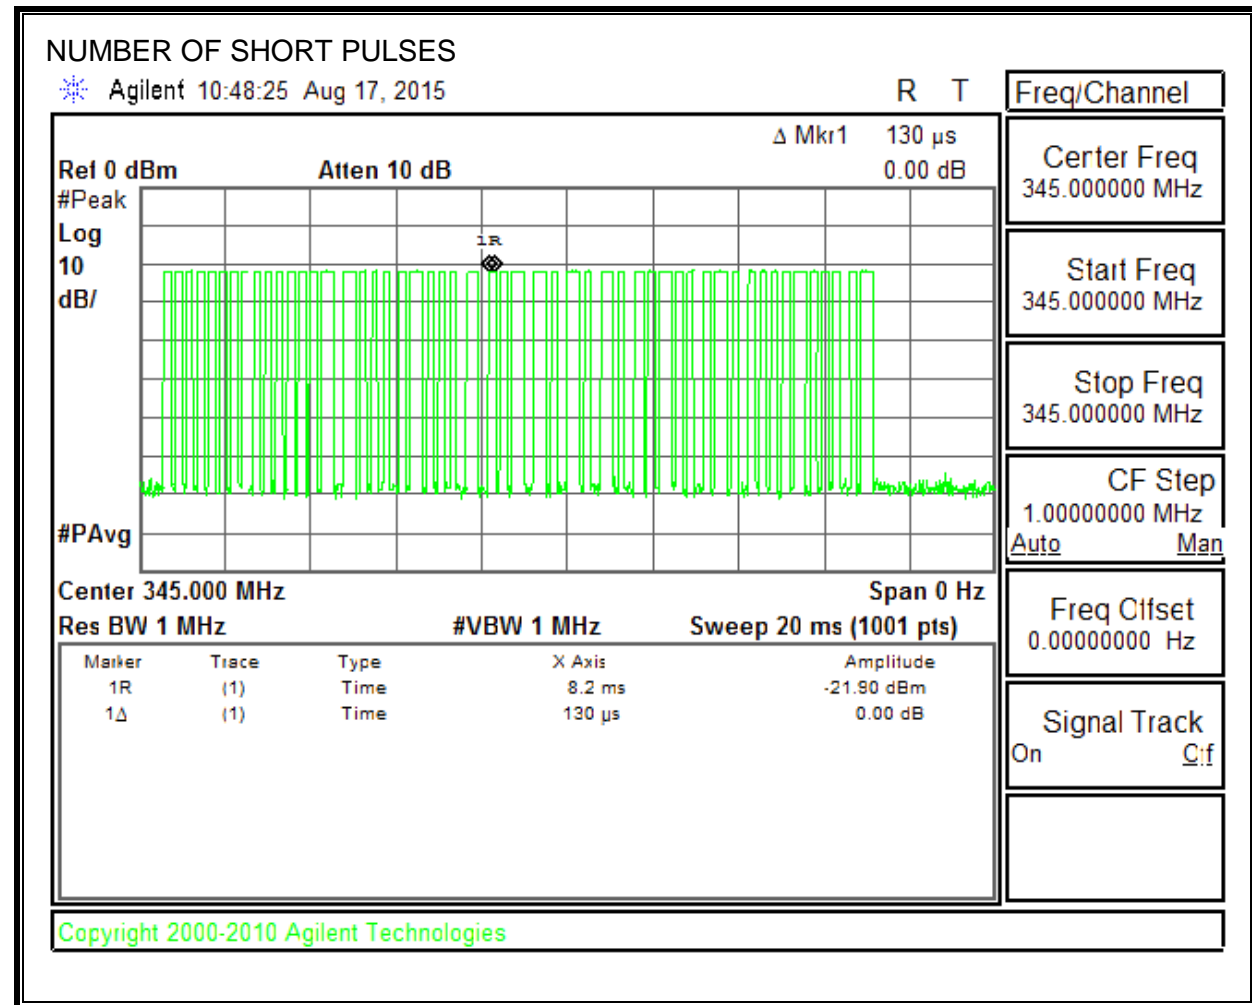 NUMBER OF SHORT PULSES
Agilent 10:48:25 Aug 17, 2015 R T
Freq/Channel
Δ Mkr1 130 µs
Ref 0 dBm Atten 10 dB 0.00 dB
#Peak
Log
10
dB/
1R
#PAvg
Center 345.000 MHz Span 0 Hz
Res BW 1 MHz #VBW 1 MHz Sweep 20 ms (1001 pts)
Marker Trace Type X Axis Amplitude
1R (1) Time 8.2 ms -21.90 dBm
1Δ (1) Time 130 µs 0.00 dB
Center Freq
345.000000 MHz
Start Freq
345.000000 MHz
Stop Freq
345.000000 MHz
CF Step
1.00000000 MHz
Auto Man
Freq Offset
0.00000000 Hz
Signal Track
On Off
Copyright 2000-2010 Agilent Technologies